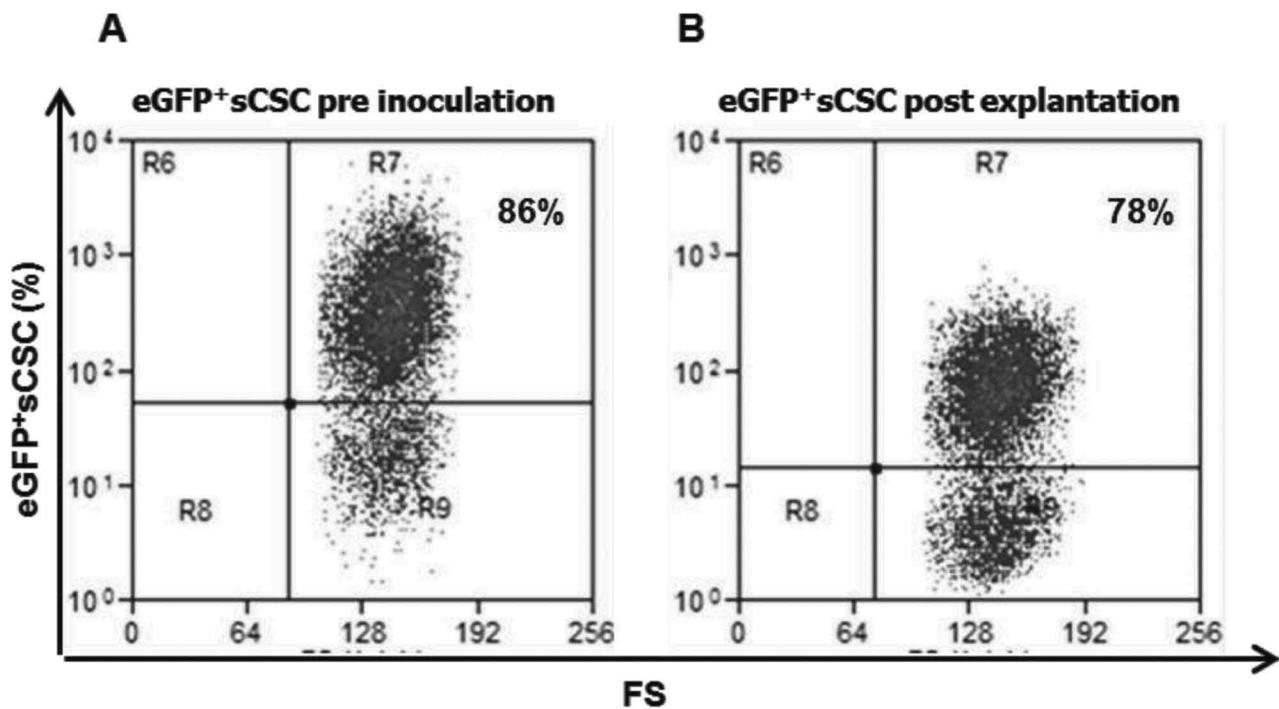 A
B
eGFP⁺sCSC pre inoculation
eGFP⁺sCSC post explantation
eGFP⁺sCSC (%)
10⁴
10³
10²
10¹
10⁰
R6
R7
86%
R8
R9
0 64 128 192 256
10⁴
10³
10²
10¹
10⁰
R6
R7
78%
R8
R9
0 64 128 192 256
FS